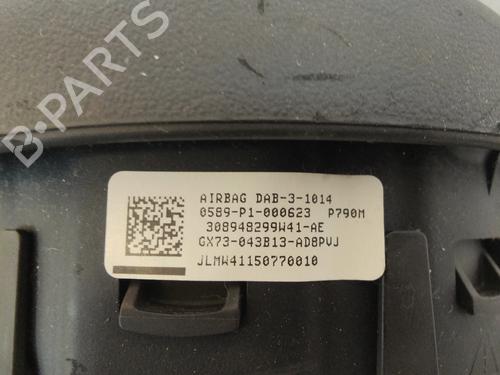 AIRBAG DAB-3-1014
0589-P1-000623 P790M
308948299W41-AE
GX73-043B13-AD8PVJ
JLMW41150770010
B-PARTS